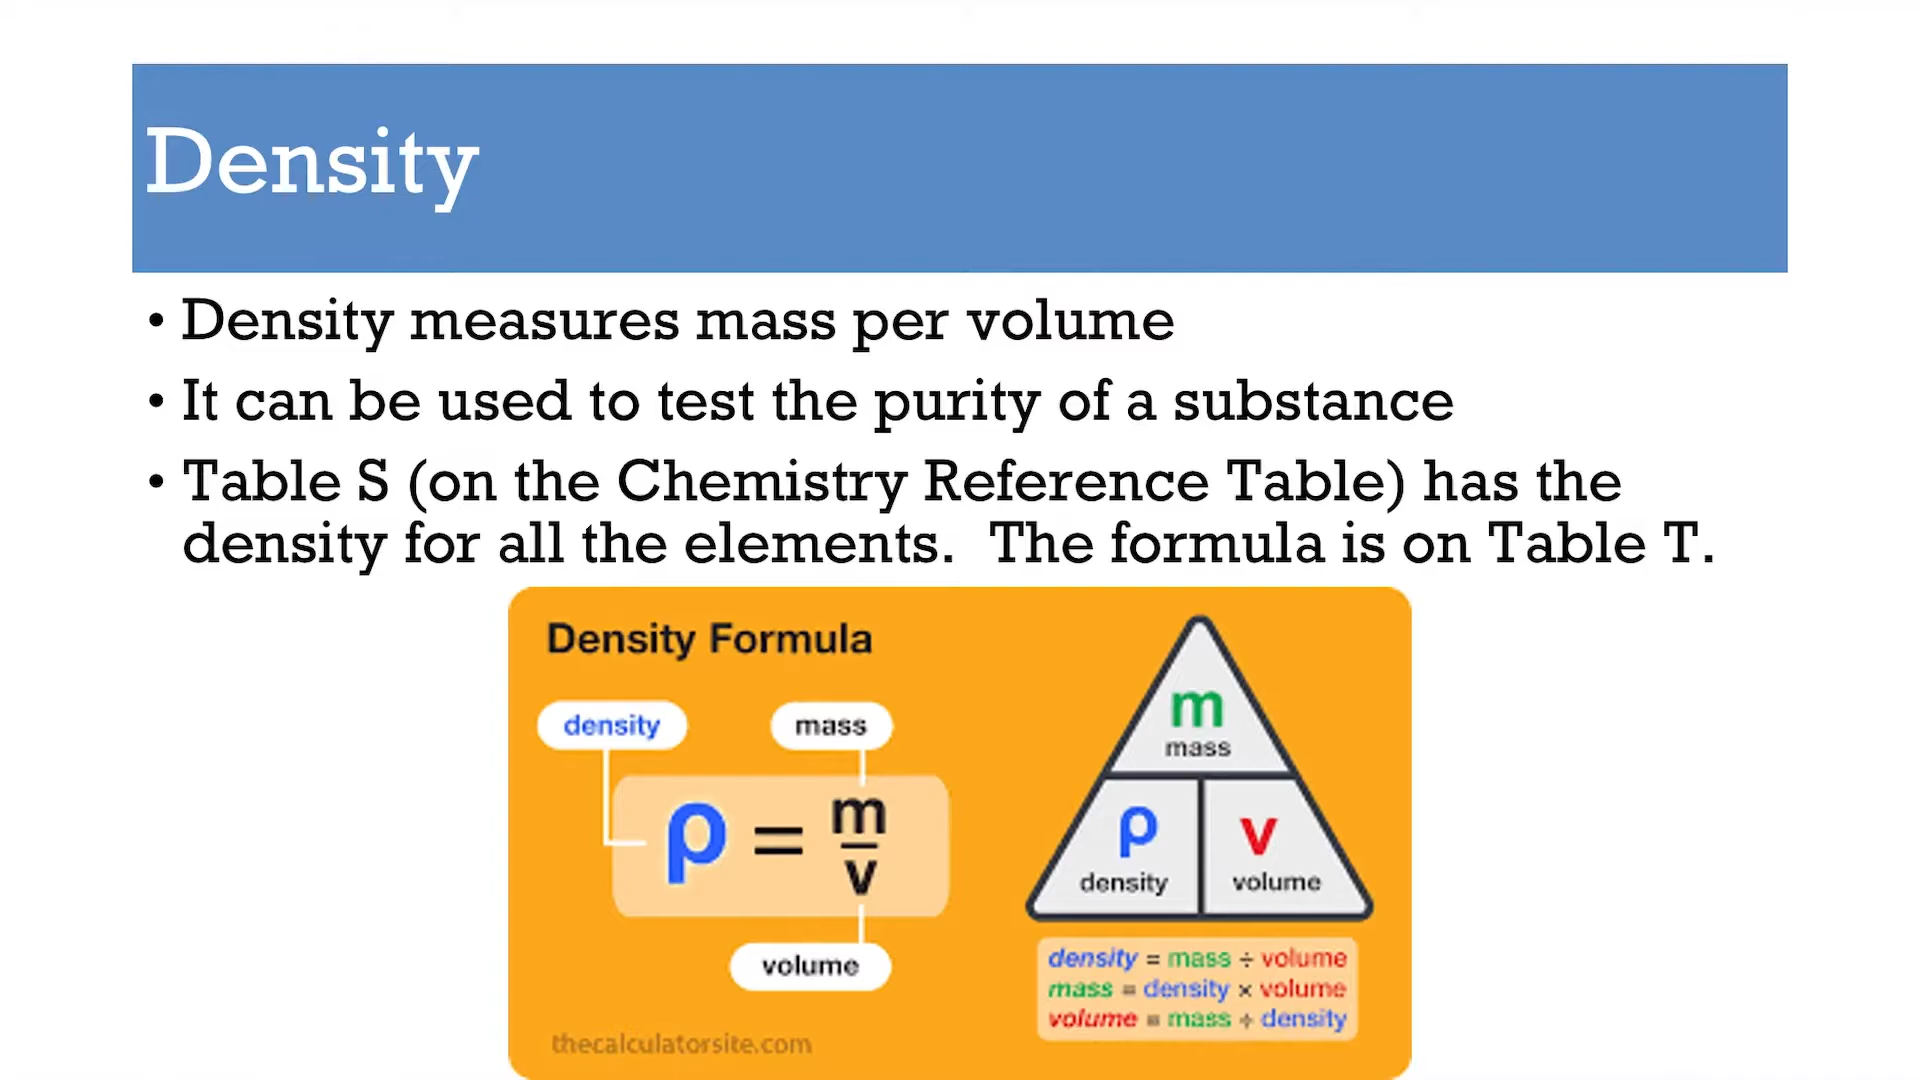 Density
• Density measures mass per volume
• It can be used to test the purity of a substance
• Table S (on the Chemistry Reference Table) has the
density for all the elements.  The formula is on Table T.
Density Formula
density
mass
ρ = m
v
volume
thecalculatorsite.com
m
mass
ρ
density
v
volume
density = mass ÷ volume
mass = density × volume
volume = mass ÷ density